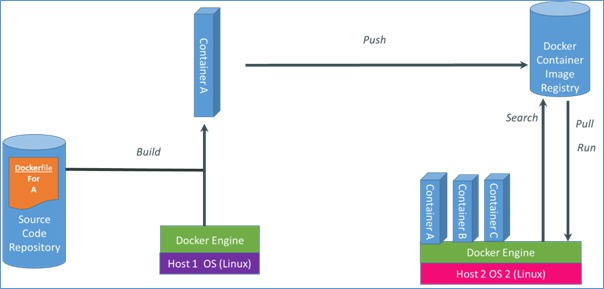 Container A
Push
Docker
Container
Image
Registry
Search
Pull
Run
Build
Dockerfile
For
A
Source
Code
Repository
Docker Engine
Host 1 OS (Linux)
Container A
Container B
Container C
Docker Engine
Host 2 OS 2 (Linux)